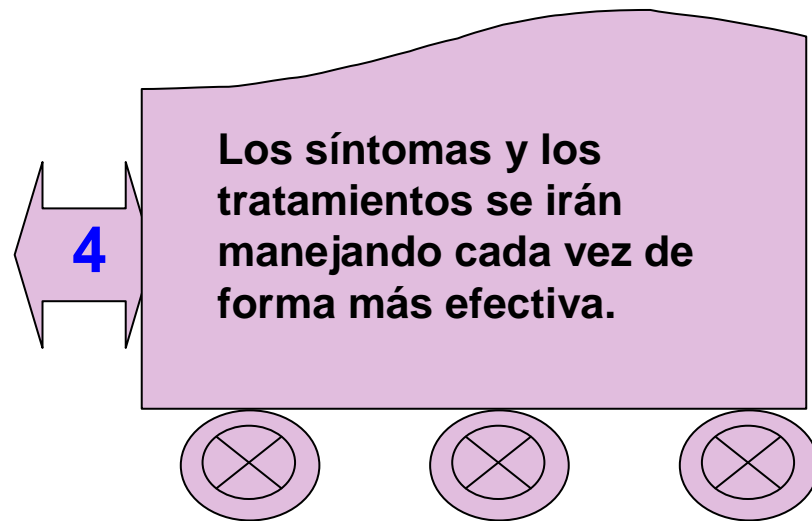 Los síntomas y los
tratamientos se irán
manejando cada vez de
forma más efectiva.
4